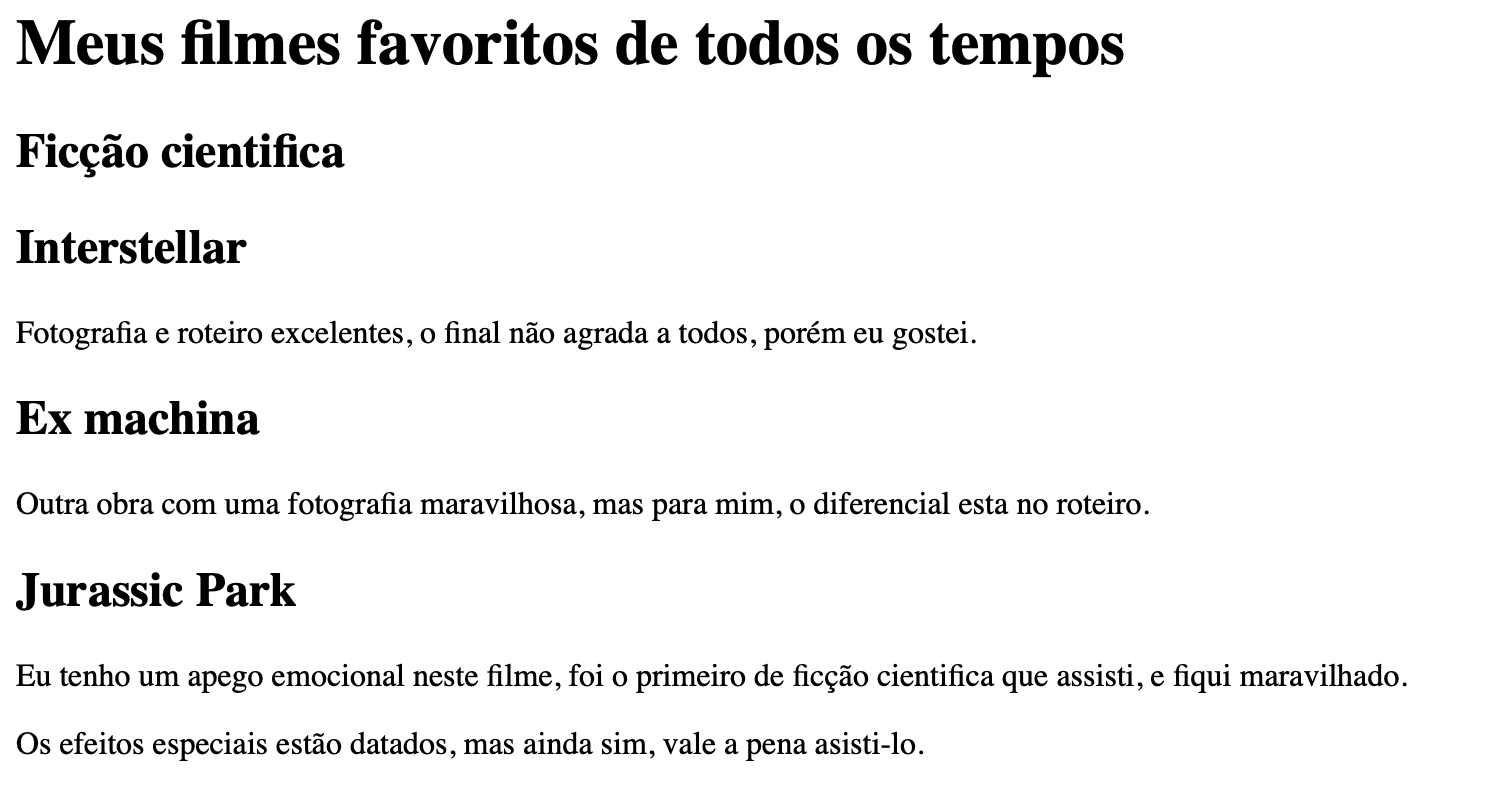 Meus filmes favoritos de todos os tempos
Ficção cientifica
Interstellar
Fotografia e roteiro excelentes, o final não agrada a todos, porém eu gostei.
Ex machina
Outra obra com uma fotografia maravilhosa, mas para mim, o diferencial esta no roteiro.
Jurassic Park
Eu tenho um apego emocional neste filme, foi o primeiro de ficção cientifica que assisti, e fiqui maravilhado.
Os efeitos especiais estão datados, mas ainda sim, vale a pena asisti-lo.